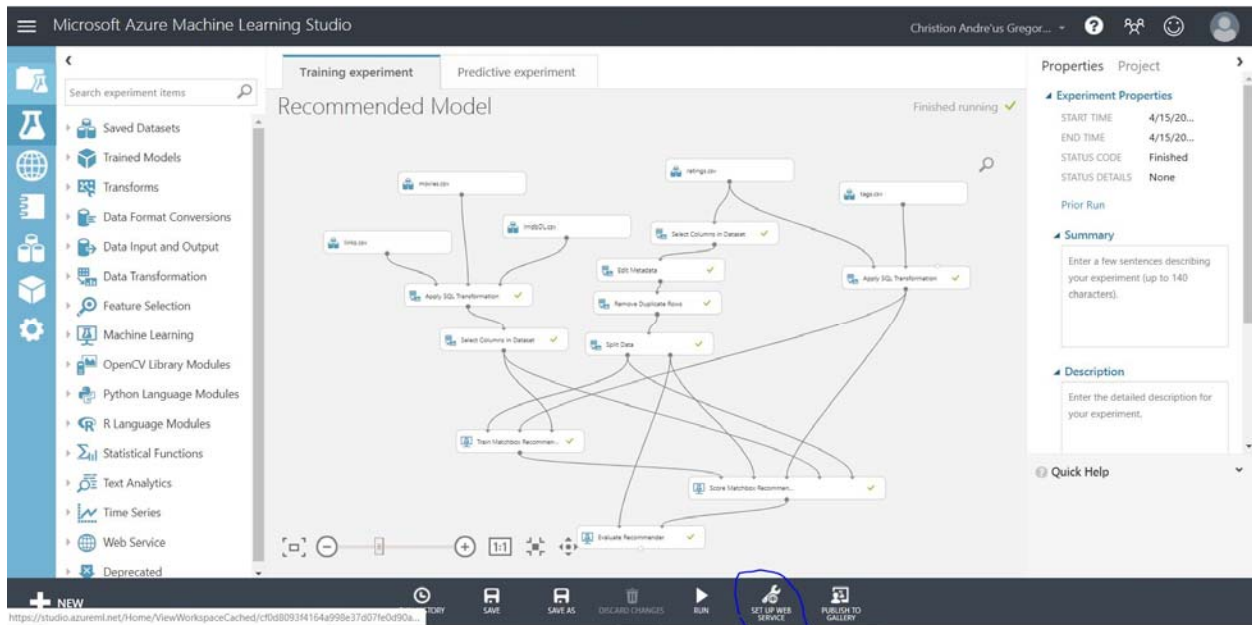 Microsoft Azure Machine Learning Studio
Christion Andre'us Gregor...
Search experiment items
Saved Datasets
Trained Models
Transforms
Data Format Conversions
Data Input and Output
Data Transformation
Feature Selection
Machine Learning
OpenCV Library Modules
Python Language Modules
R Language Modules
Statistical Functions
Text Analytics
Time Series
Web Service
Deprecated
Training experiment
Predictive experiment
Recommended Model
Finished running
movies.csv
ratings.csv
tags.csv
links.csv
Select Columns in Dataset
Edit Metadata
Apply SQL Transformation
Apply SQL Transformation
Remove Duplicate Rows
Select Columns in Dataset
Split Data
Train Matchbox Recommen...
Score Matchbox Recommen...
Evaluate Recommender
1:1
Properties
Project
Experiment Properties
START TIME 4/15/20...
END TIME 4/15/20...
STATUS CODE Finished
STATUS DETAILS None
Prior Run
Summary
Enter a few sentences describing
your experiment (up to 140
characters).
Description
Enter the detailed description for
your experiment.
Quick Help
NEW
TORY
SAVE
SAVE AS
DISCARD CHANGES
RUN
SET UP WEB
SERVICE
PUBLISH TO
GALLERY
https://studio.azureml.net/Home/ViewWorkspaceCached/cf0d8093f4164a998e37d07fe0d90a...